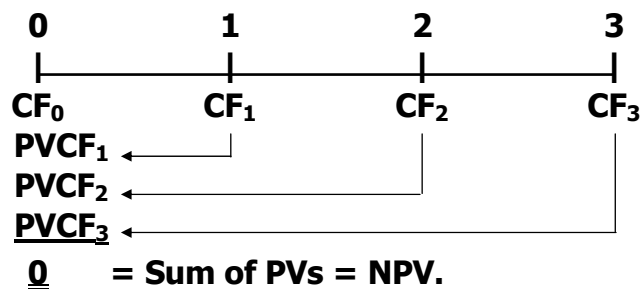 0 1 2 3
CF₀ CF₁ CF₂ CF₃
PVCF₁
PVCF₂
PVCF₃
0 = Sum of PVs = NPV.